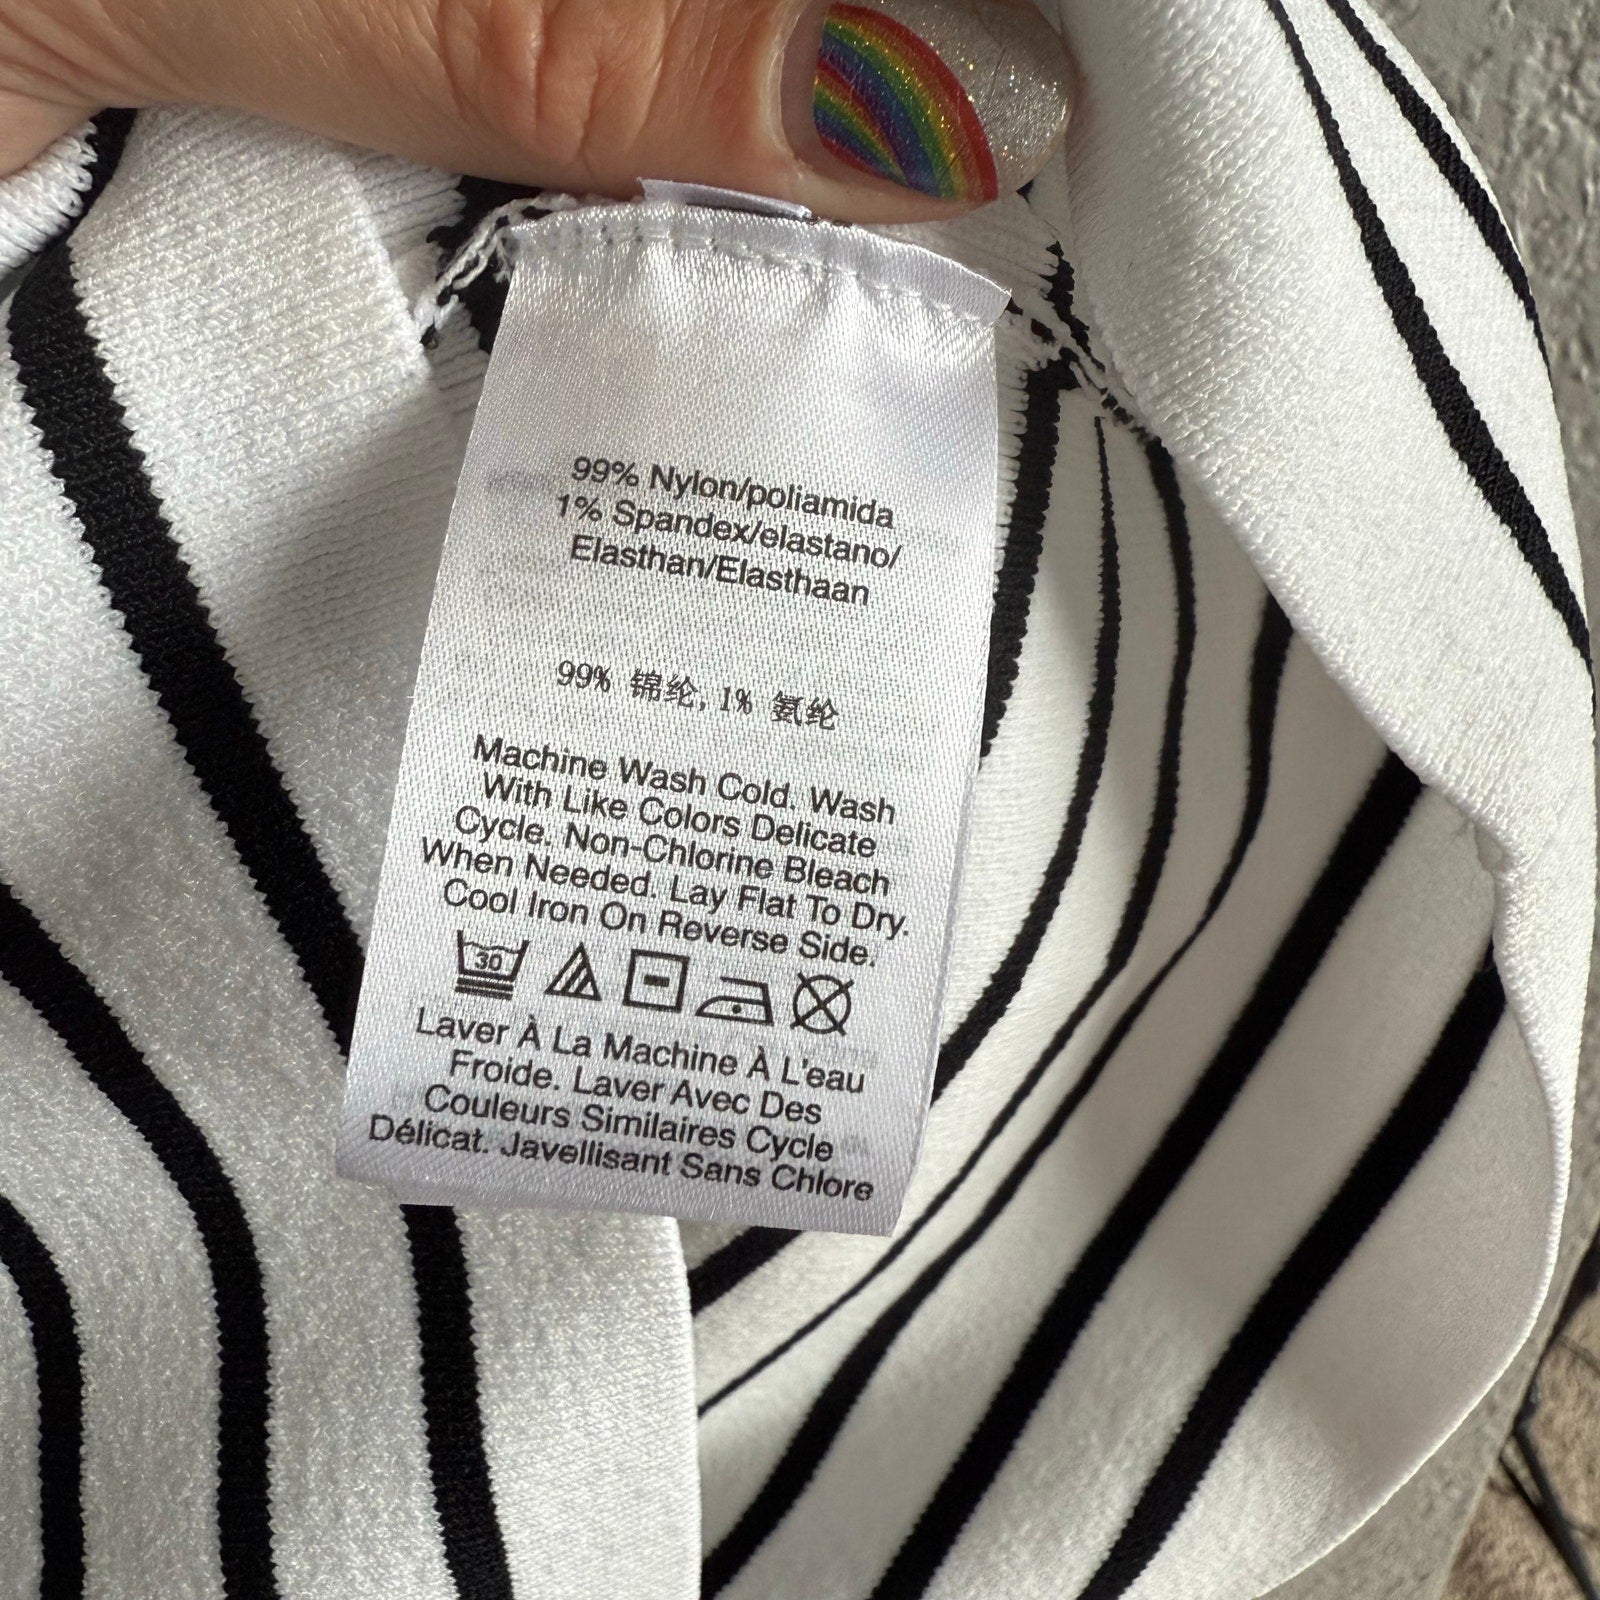 99% Nylon/poliamida
1% Spandex/elastano/
Elasthan/Elasthaan
99% 锦纶, 1% 氨纶
Machine Wash Cold. Wash
With Like Colors Delicate
Cycle. Non-Chlorine Bleach
When Needed. Lay Flat To Dry.
Cool Iron On Reverse Side.
30
Laver À La Machine À L'eau
Froide. Laver Avec Des
Couleurs Similaires Cycle
Délicat. Javellisant Sans Chlore